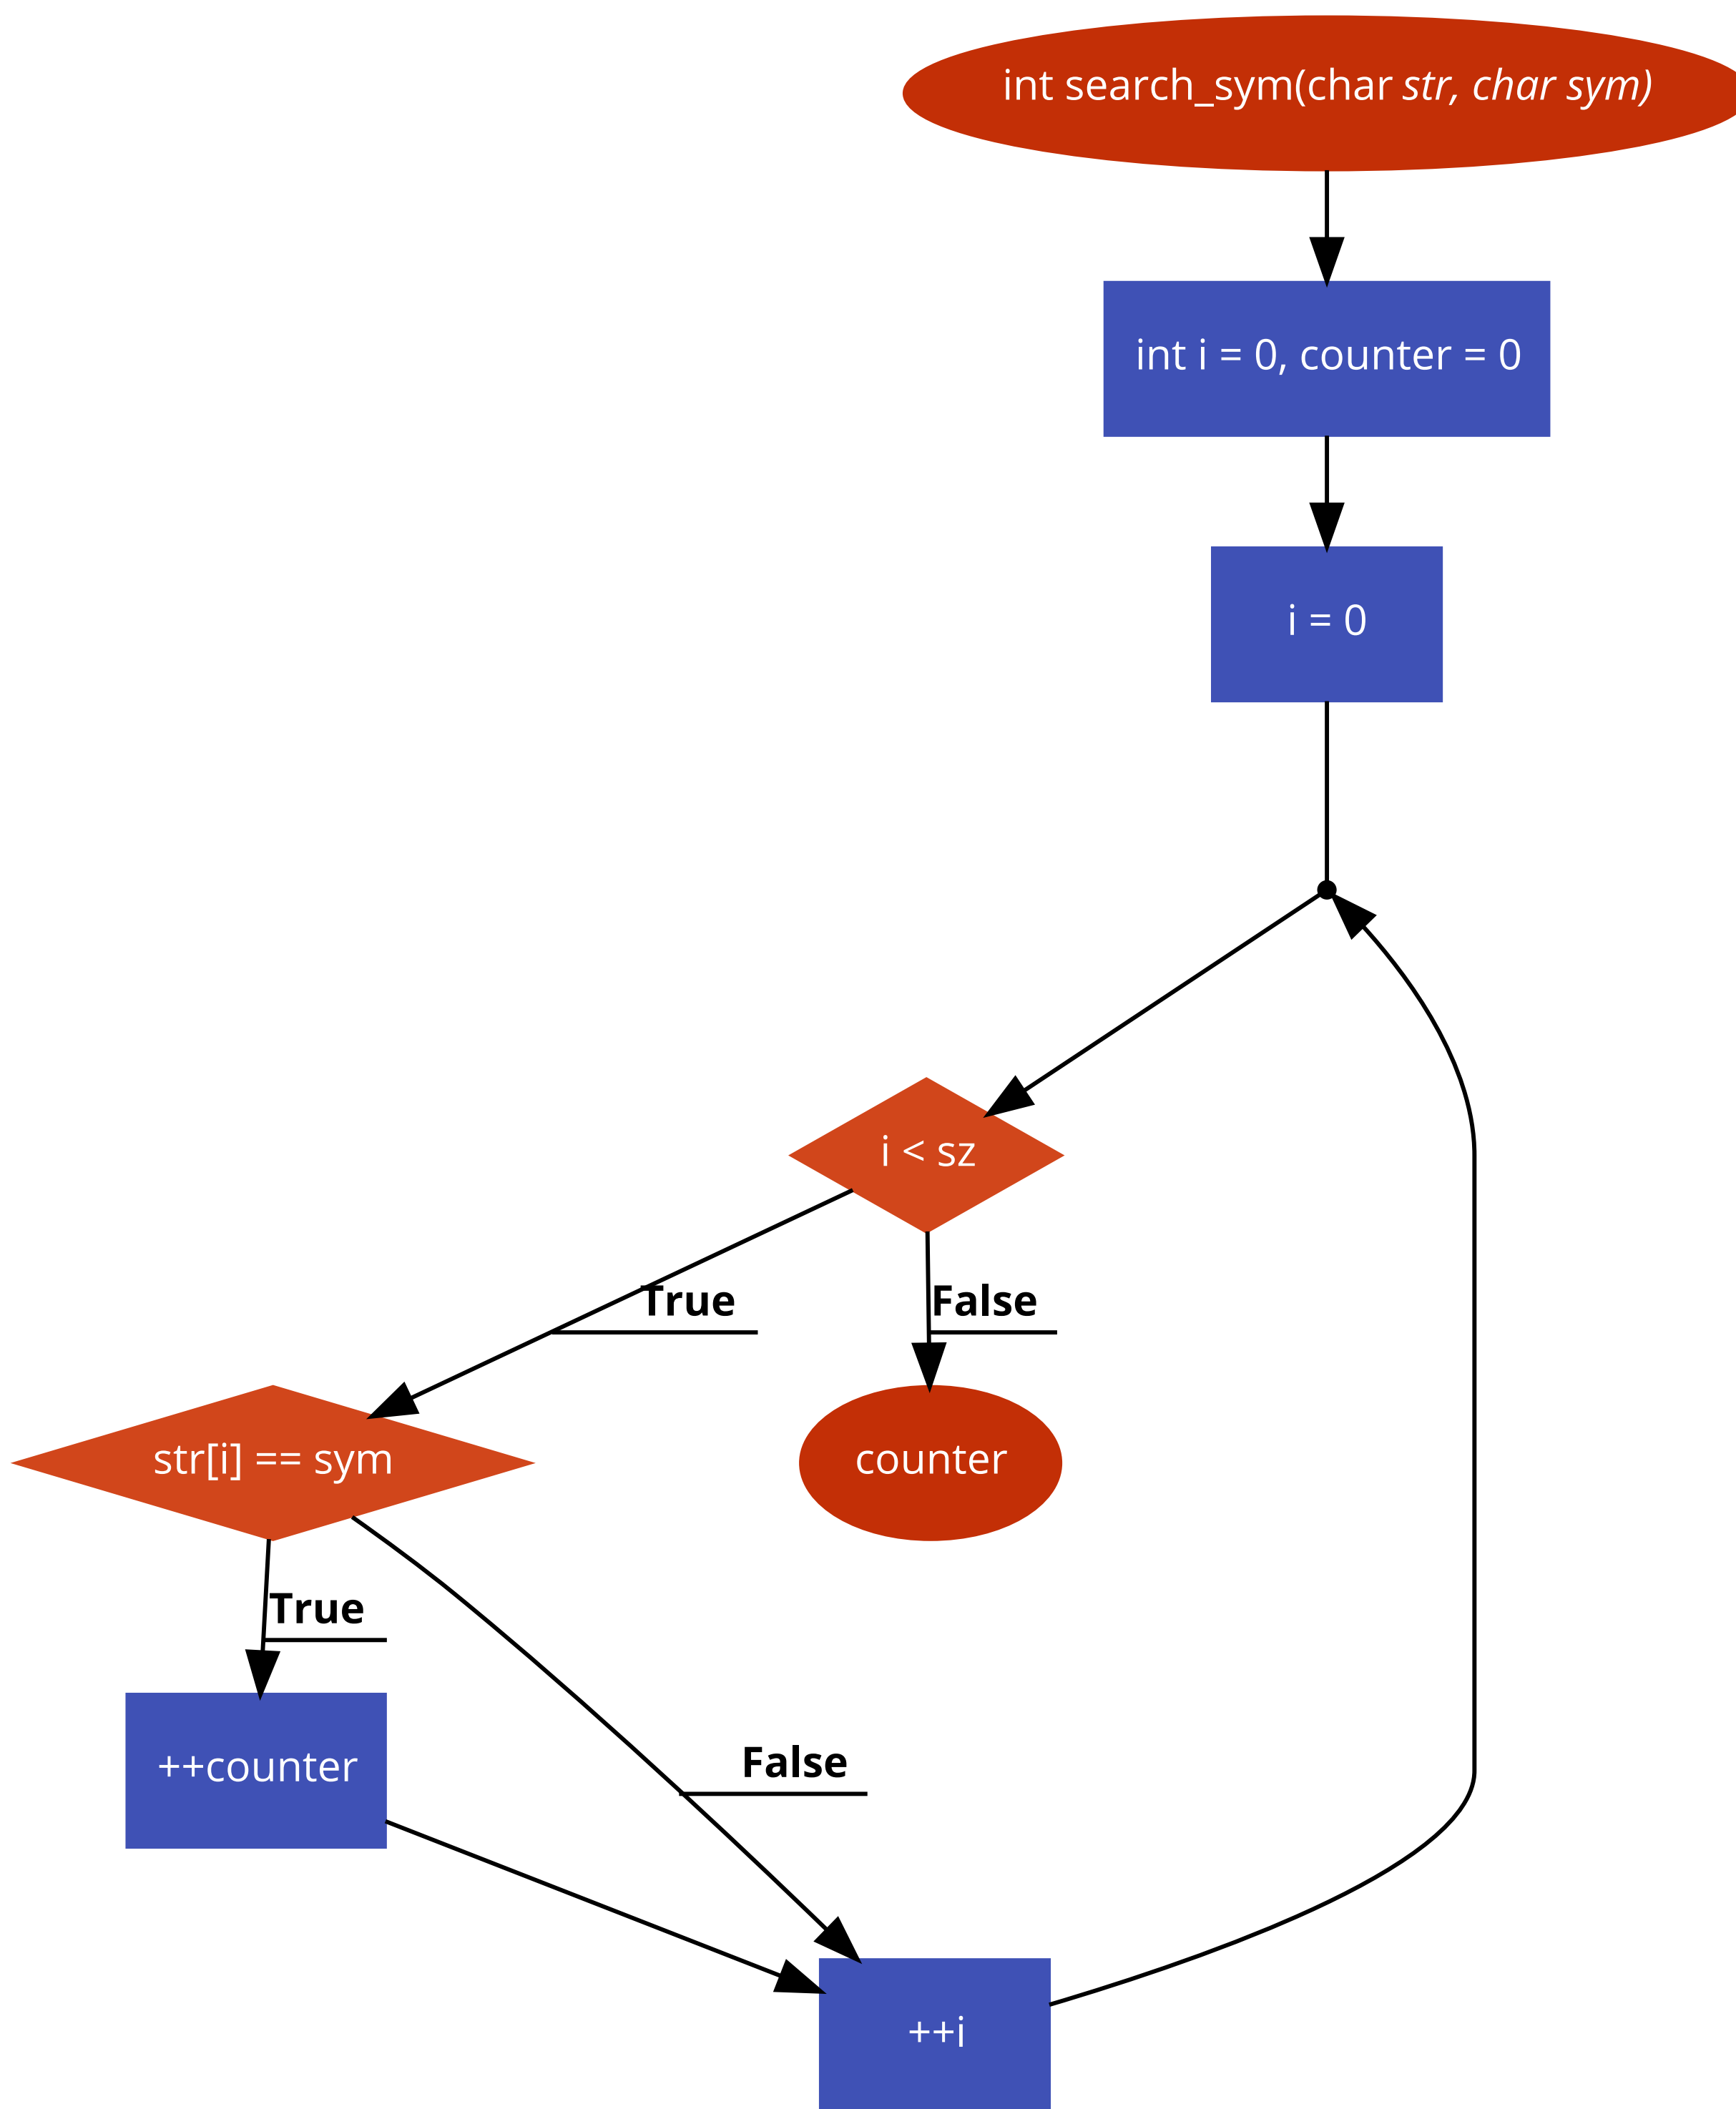 int search_sym(char str, char sym)
int i = 0, counter = 0
i = 0
i < sz
True
False
str[i] == sym
counter
True
++counter
False
++i